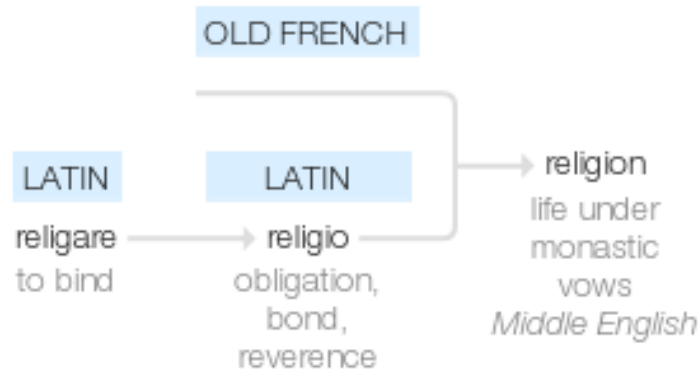 OLD FRENCH
LATIN
religare
to bind
LATIN
religio
obligation,
bond,
reverence
religion
life under
monastic
vows
Middle English